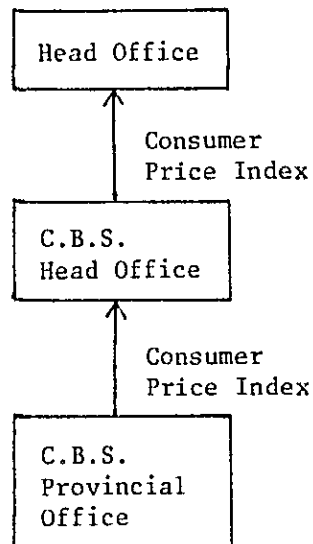 Head Office
Consumer
Price Index
C.B.S.
Head Office
Consumer
Price Index
C.B.S.
Provincial
Office